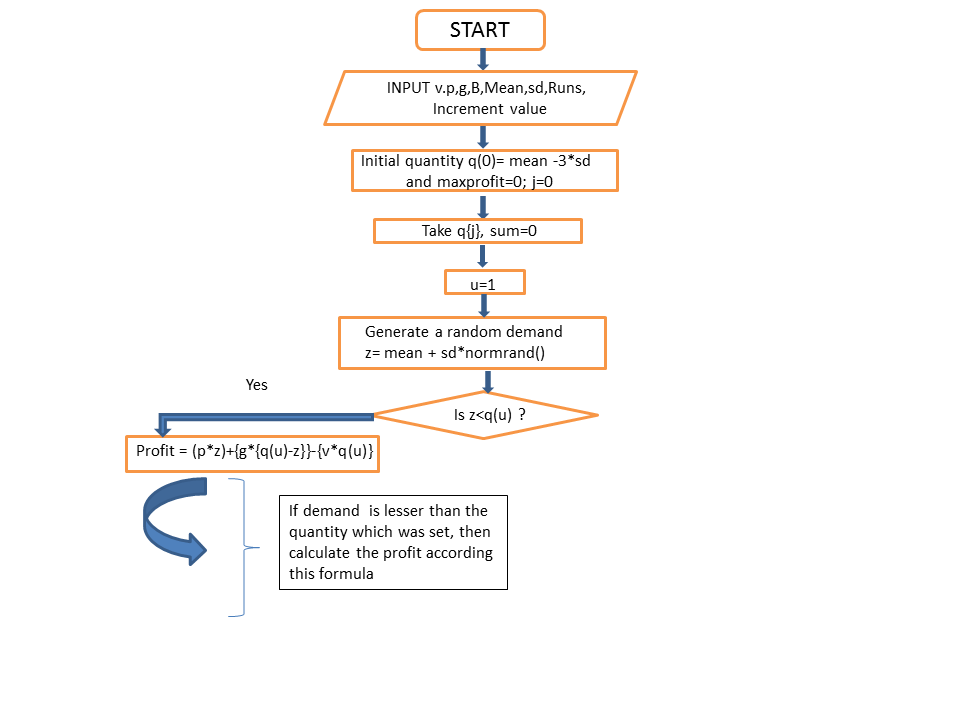 START
INPUT v.p,g,B,Mean,sd,Runs,
Increment value
Initial quantity q(0)= mean -3*sd
and maxprofit=0; j=0
Take q{j}, sum=0
u=1
Generate a random demand
z= mean + sd*normrand()
Yes
Is z<q(u) ?
Profit = (p*z)+{g*{q(u)-z}}-{v*q(u)}
If demand is lesser than the
quantity which was set, then
calculate the profit according
this formula